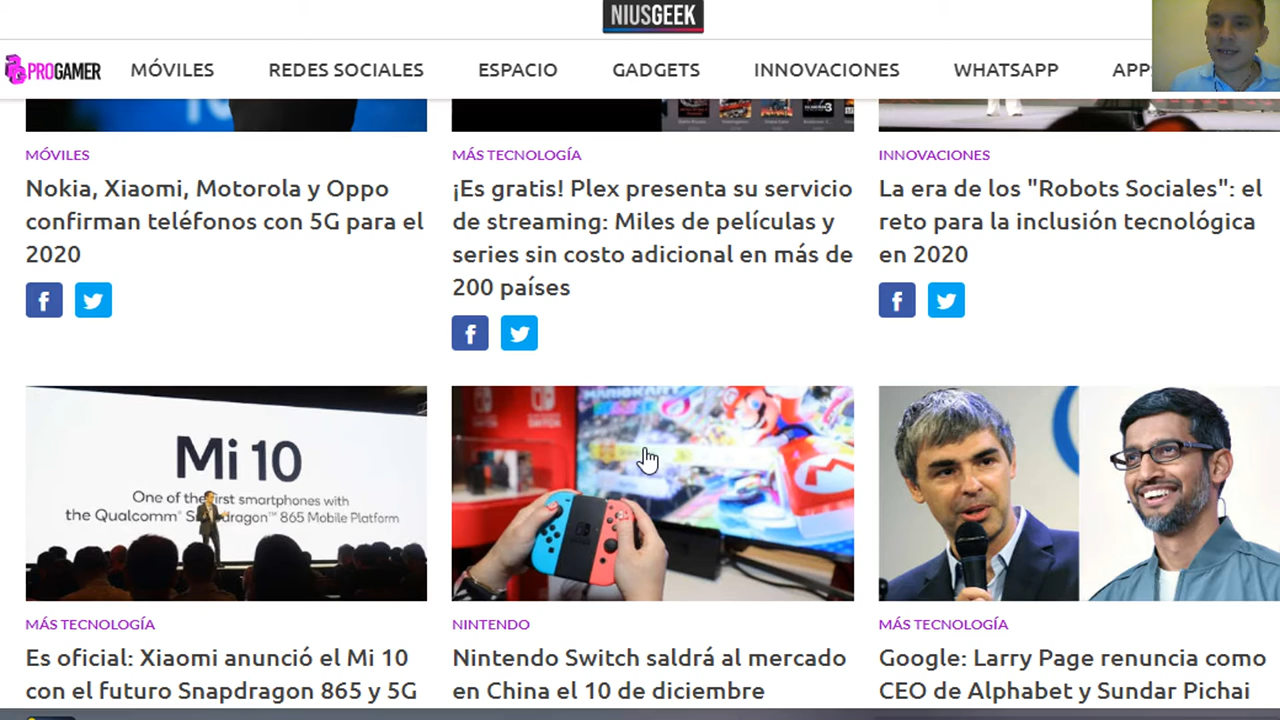 NIUSGEEK
PROGAMER MÓVILES REDES SOCIALES ESPACIO GADGETS INNOVACIONES WHATSAPP APP
MÓVILES
Nokia, Xiaomi, Motorola y Oppo
confirman teléfonos con 5G para el
2020
MÁS TECNOLOGÍA
¡Es gratis! Plex presenta su servicio
de streaming: Miles de películas y
series sin costo adicional en más de
200 países
INNOVACIONES
La era de los "Robots Sociales": el
reto para la inclusión tecnológica
en 2020
Mi 10
One of the first smartphones with
the Qualcomm® Snapdragon™ 865 Mobile Platform
MARIOKART
MÁS TECNOLOGÍA
Es oficial: Xiaomi anunció el Mi 10
con el futuro Snapdragon 865 y 5G
NINTENDO
Nintendo Switch saldrá al mercado
en China el 10 de diciembre
MÁS TECNOLOGÍA
Google: Larry Page renuncia como
CEO de Alphabet y Sundar Pichai